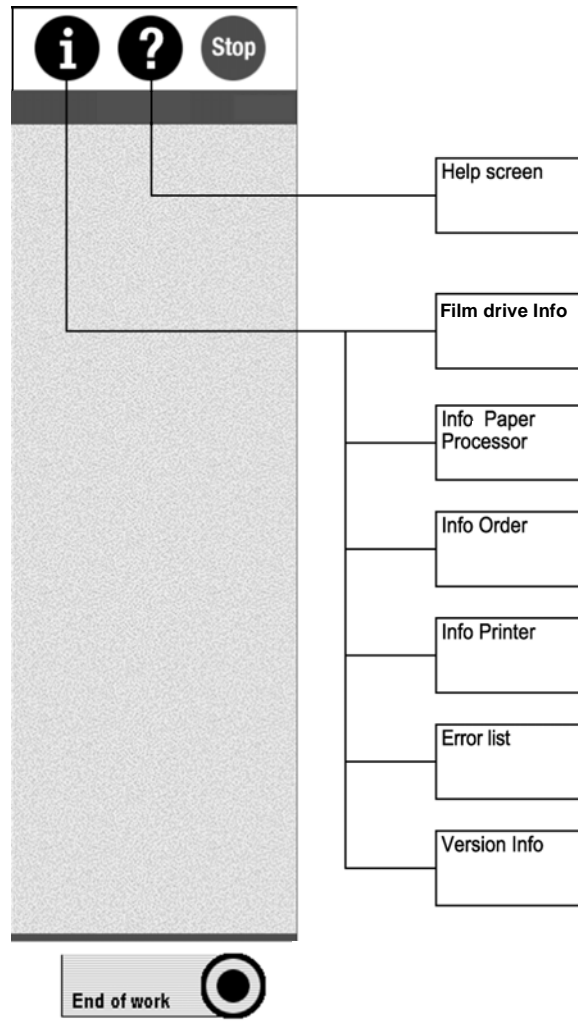 i ? Stop
Help screen
Film drive Info
Info Paper
Processor
Info Order
Info Printer
Error list
Version Info
End of work